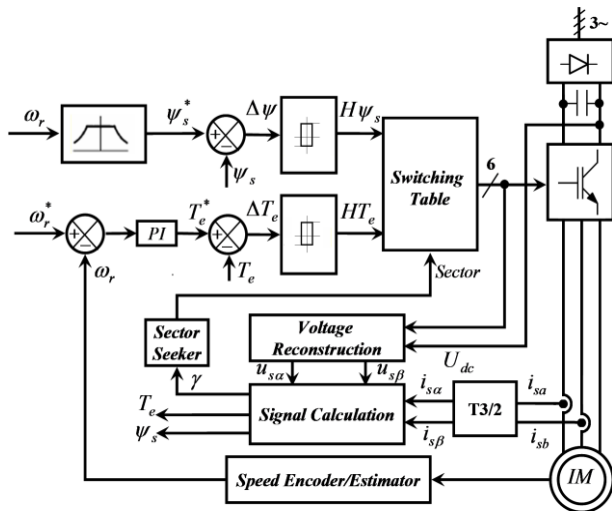 3~
ω_r
ψ_s^*
Δψ
Hψ_s
ψ_s
Switching
Table
6
ω_r^*
PI
T_e^*
ΔT_e
HT_e
T_e
ω_r
Sector
Sector
Seeker
Voltage
Reconstruction
U_dc
γ
u_sα
u_sβ
Signal Calculation
T_e
ψ_s
i_sα
i_sβ
T3/2
i_sa
i_sb
Speed Encoder/Estimator
IM